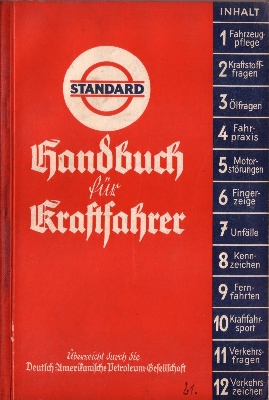 STANDARD
Handbuch
für
Kraftfahrer
Überreicht durch die
Deutsch-Amerikanische Petroleum-Gesellschaft
21.
INHALT
1 Fahrzeug-
pflege
2 Kraftstoff-
fragen
3 Ölfragen
4 Fahr-
praxis
5 Motor-
störungen
6 Finger-
zeige
7 Unfälle
8 Kenn-
zeichen
9 Fern-
fahrten
10 Kraftfahr-
sport
11 Verkehrs-
fragen
12 Verkehrs
zeichen